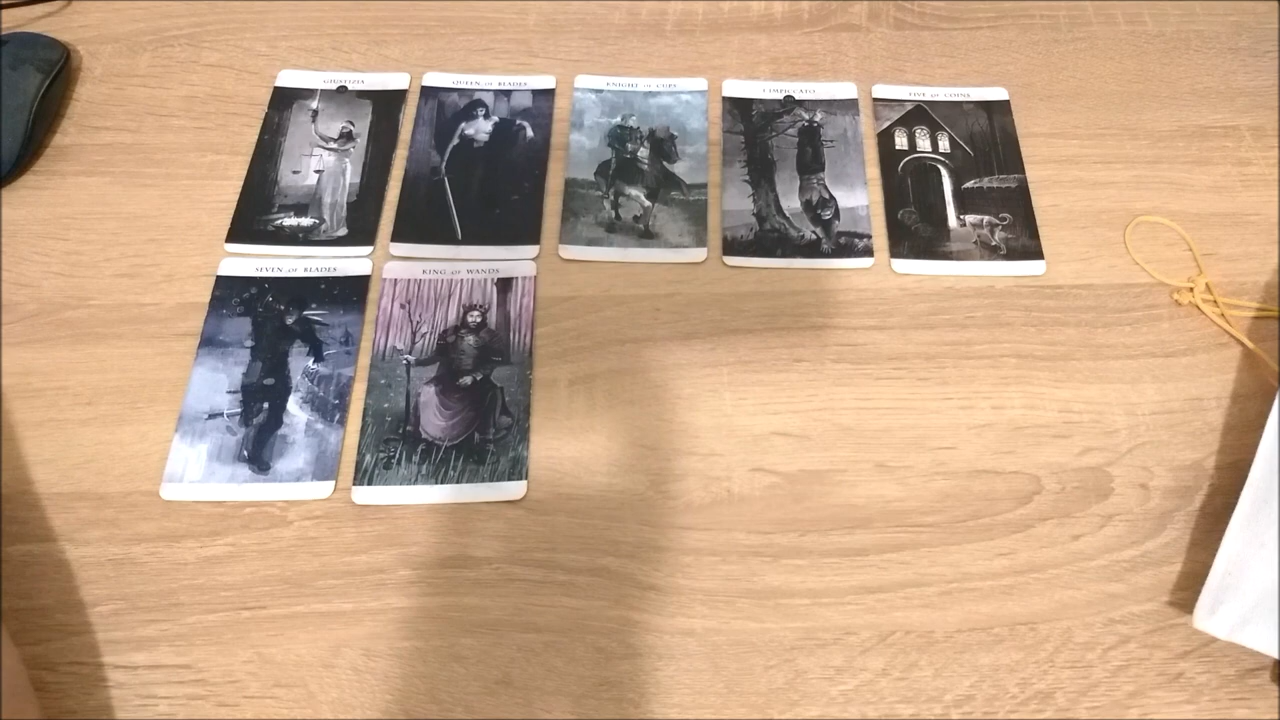 GIUSTIZIA
QUEEN OF BLADES
KNIGHT OF CUPS
L'IMPICCATO
FIVE OF COINS
SEVEN OF BLADES
KING OF WANDS